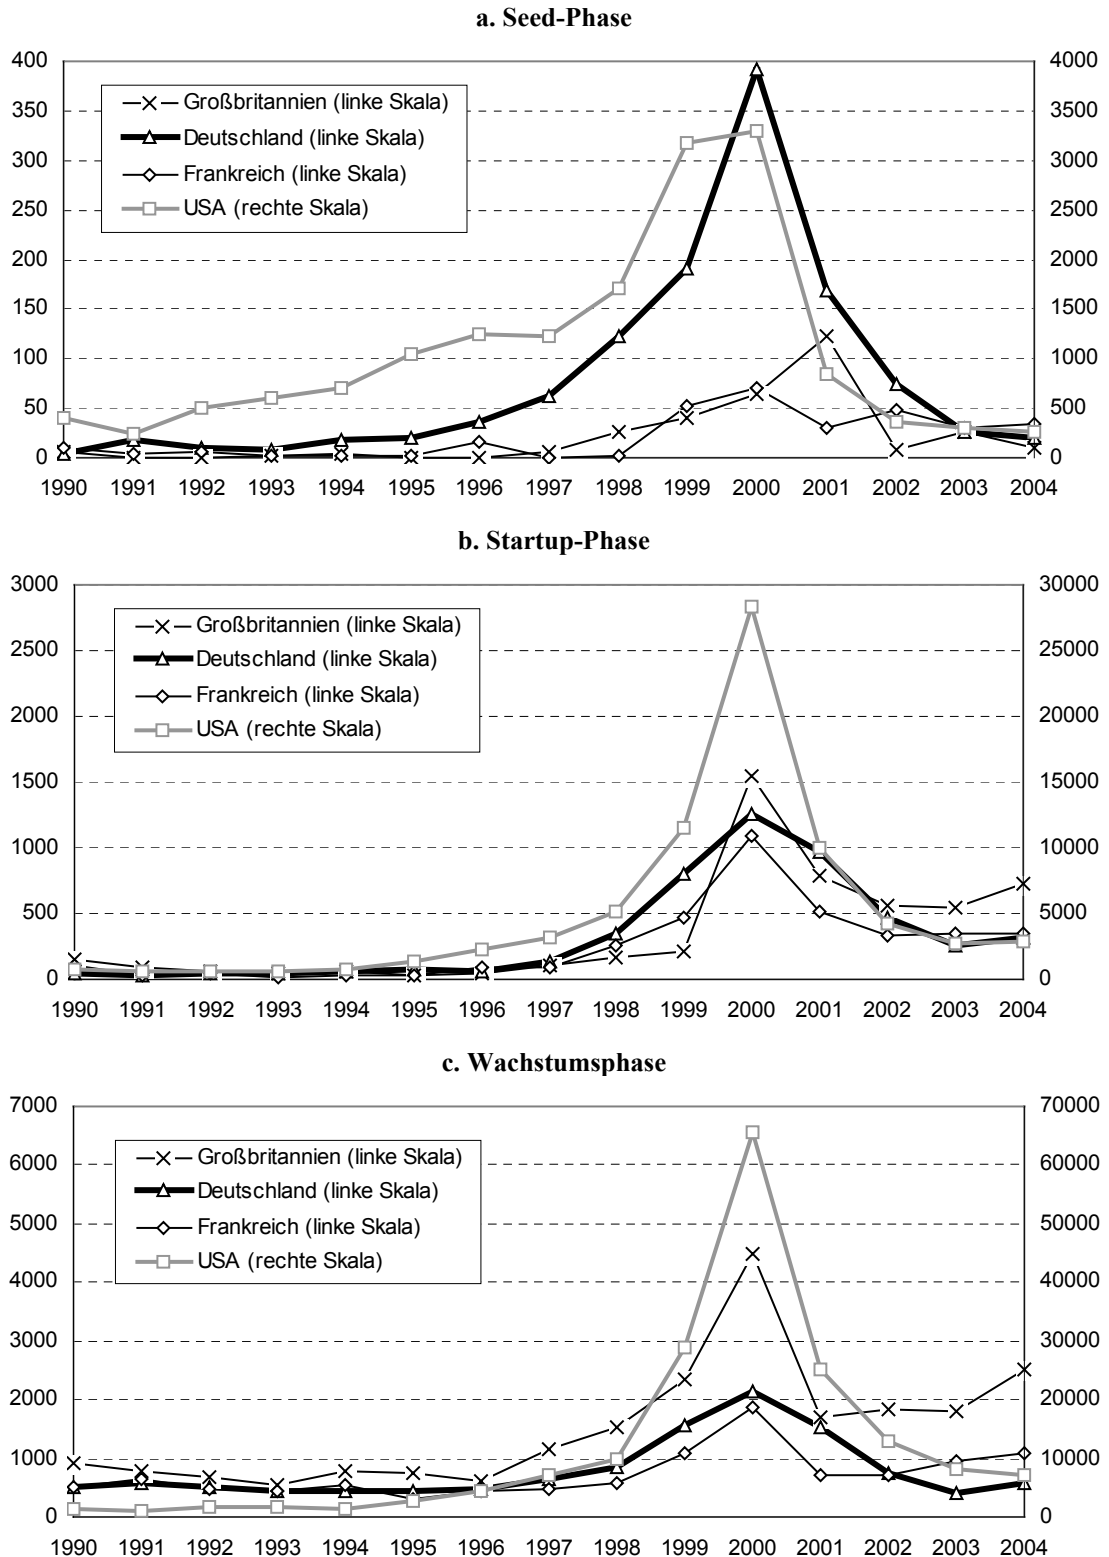 a. Seed-Phase
400 4000
350 3500
300 3000
250 2500
200 2000
150 1500
100 1000
50 500
0 0
Großbritannien (linke Skala)
Deutschland (linke Skala)
Frankreich (linke Skala)
USA (rechte Skala)
1990 1991 1992 1993 1994 1995 1996 1997 1998 1999 2000 2001 2002 2003 2004
b. Startup-Phase
3000 30000
2500 25000
2000 20000
1500 15000
1000 10000
500 5000
0 0
Großbritannien (linke Skala)
Deutschland (linke Skala)
Frankreich (linke Skala)
USA (rechte Skala)
1990 1991 1992 1993 1994 1995 1996 1997 1998 1999 2000 2001 2002 2003 2004
c. Wachstumsphase
7000 70000
6000 60000
5000 50000
4000 40000
3000 30000
2000 20000
1000 10000
0 0
Großbritannien (linke Skala)
Deutschland (linke Skala)
Frankreich (linke Skala)
USA (rechte Skala)
1990 1991 1992 1993 1994 1995 1996 1997 1998 1999 2000 2001 2002 2003 2004